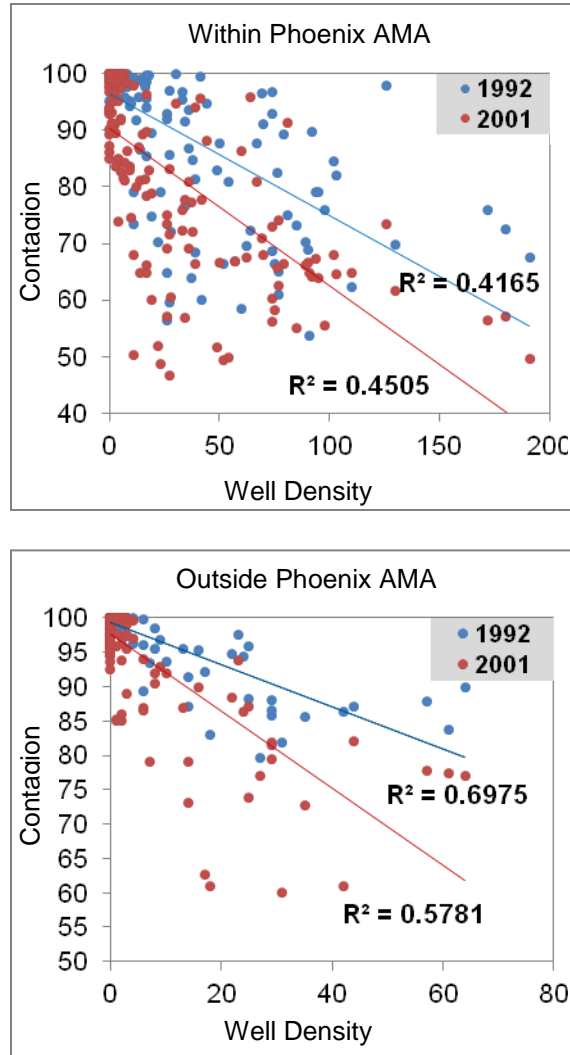 Within Phoenix AMA
100
90
80
70
60
50
40
Contadion
1992
2001
R² = 0.4165
R² = 0.4505
0 50 100 150 200
Well Density
Outside Phoenix AMA
100
95
90
85
80
75
70
65
60
55
50
Contadion
1992
2001
R² = 0.6975
R² = 0.5781
0 20 40 60 80
Well Density